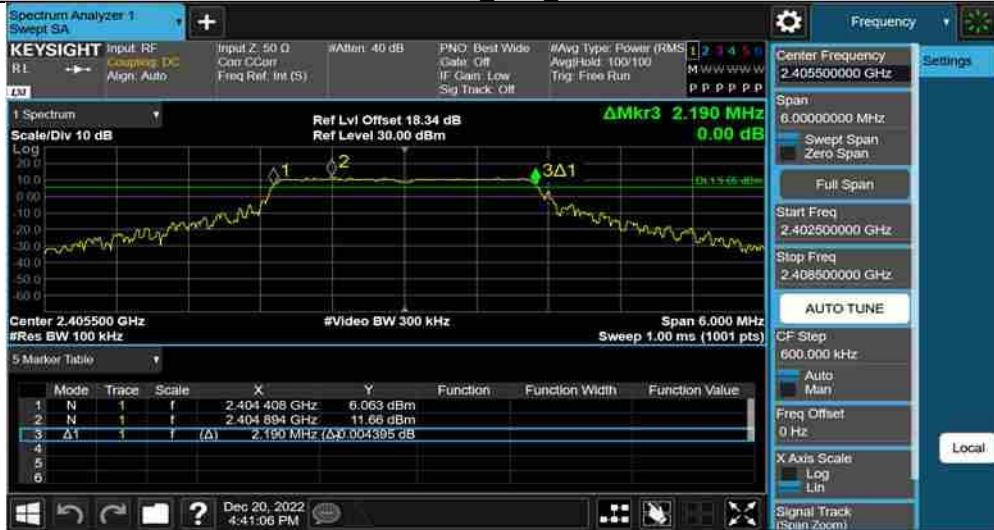 Spectrum Analyzer 1
Swept SA
+
Frequency
KEYSIGHT Input: RF Input Z: 50 Ω #Atten: 40 dB PNO: Best Wide #Avg Type: Power (RMS 1 2 3 4 5 6
RL Coupling: DC Corr CCorr Gate: Off Avg|Hold: 100/100 M W W W W W
Align: Auto Freq Ref: Int (S) IF Gain: Low Trig: Free Run
LXI Sig Track: Off P P P P P P
1 Spectrum
Scale/Div 10 dB
Ref Lvl Offset 18.34 dB
Ref Level 30.00 dBm
ΔMkr3 2.190 MHz
0.00 dB
Log
20.0
10.0
0.00
-10.0
-20.0
-30.0
-40.0
-50.0
-60.0
1
2
3Δ1
Center 2.405500 GHz #Video BW 300 kHz Span 6.000 MHz
#Res BW 100 kHz Sweep 1.00 ms (1001 pts)
5 Marker Table
Mode Trace Scale X Y Function Function Width Function Value
1 N 1 f 2.404 408 GHz 6.063 dBm
2 N 1 f 2.404 894 GHz 11.66 dBm
3 Δ1 1 f (Δ) 2.190 MHz (Δ) 0.004395 dB
4
5
6
?
Dec 20, 2022
4:41:06 PM
Center Frequency
2.405500000 GHz
Span
6.00000000 MHz
Swept Span
Zero Span
Full Span
Start Freq
2.402500000 GHz
Stop Freq
2.408500000 GHz
AUTO TUNE
CF Step
600.000 kHz
Auto
Man
Freq Offset
0 Hz
X Axis Scale
Log
Lin
Signal Track
(Span Zoom)
Settings
Local